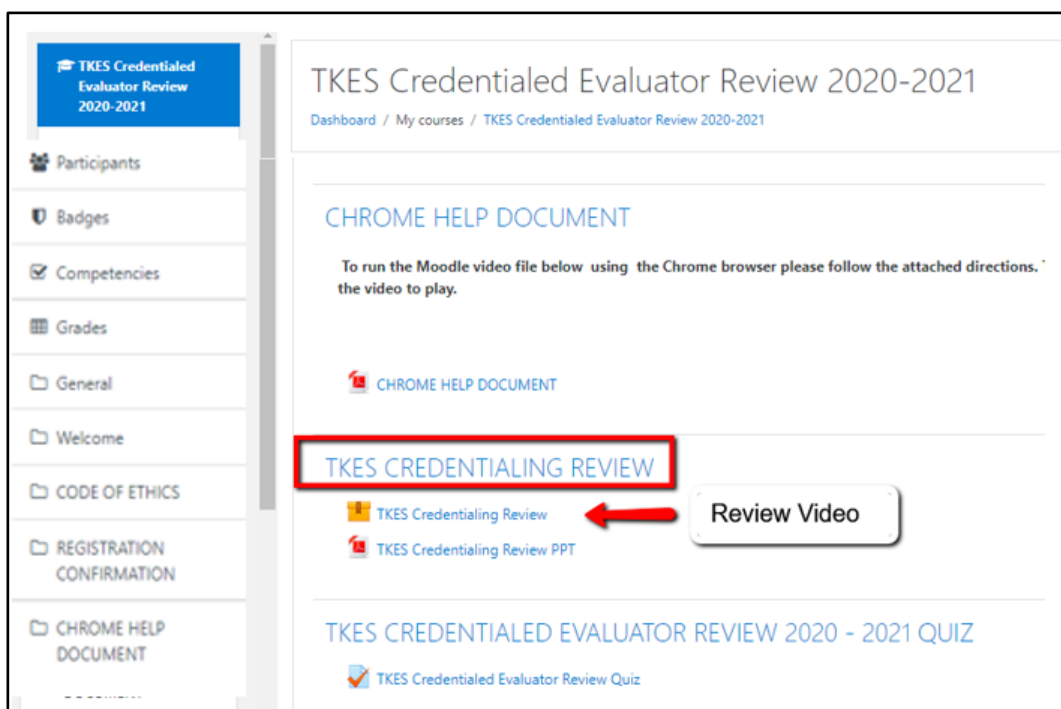 TKES Credentialed
Evaluator Review
2020-2021
Participants
Badges
Competencies
Grades
General
Welcome
CODE OF ETHICS
REGISTRATION
CONFIRMATION
CHROME HELP
DOCUMENT
TKES Credentialed Evaluator Review 2020-2021
Dashboard / My courses / TKES Credentialed Evaluator Review 2020-2021
CHROME HELP DOCUMENT
To run the Moodle video file below using the Chrome browser please follow the attached directions.
the video to play.
CHROME HELP DOCUMENT
TKES CREDENTIALING REVIEW
TKES Credentialing Review
Review Video
TKES Credentialing Review PPT
TKES CREDENTIALED EVALUATOR REVIEW 2020 - 2021 QUIZ
TKES Credentialed Evaluator Review Quiz